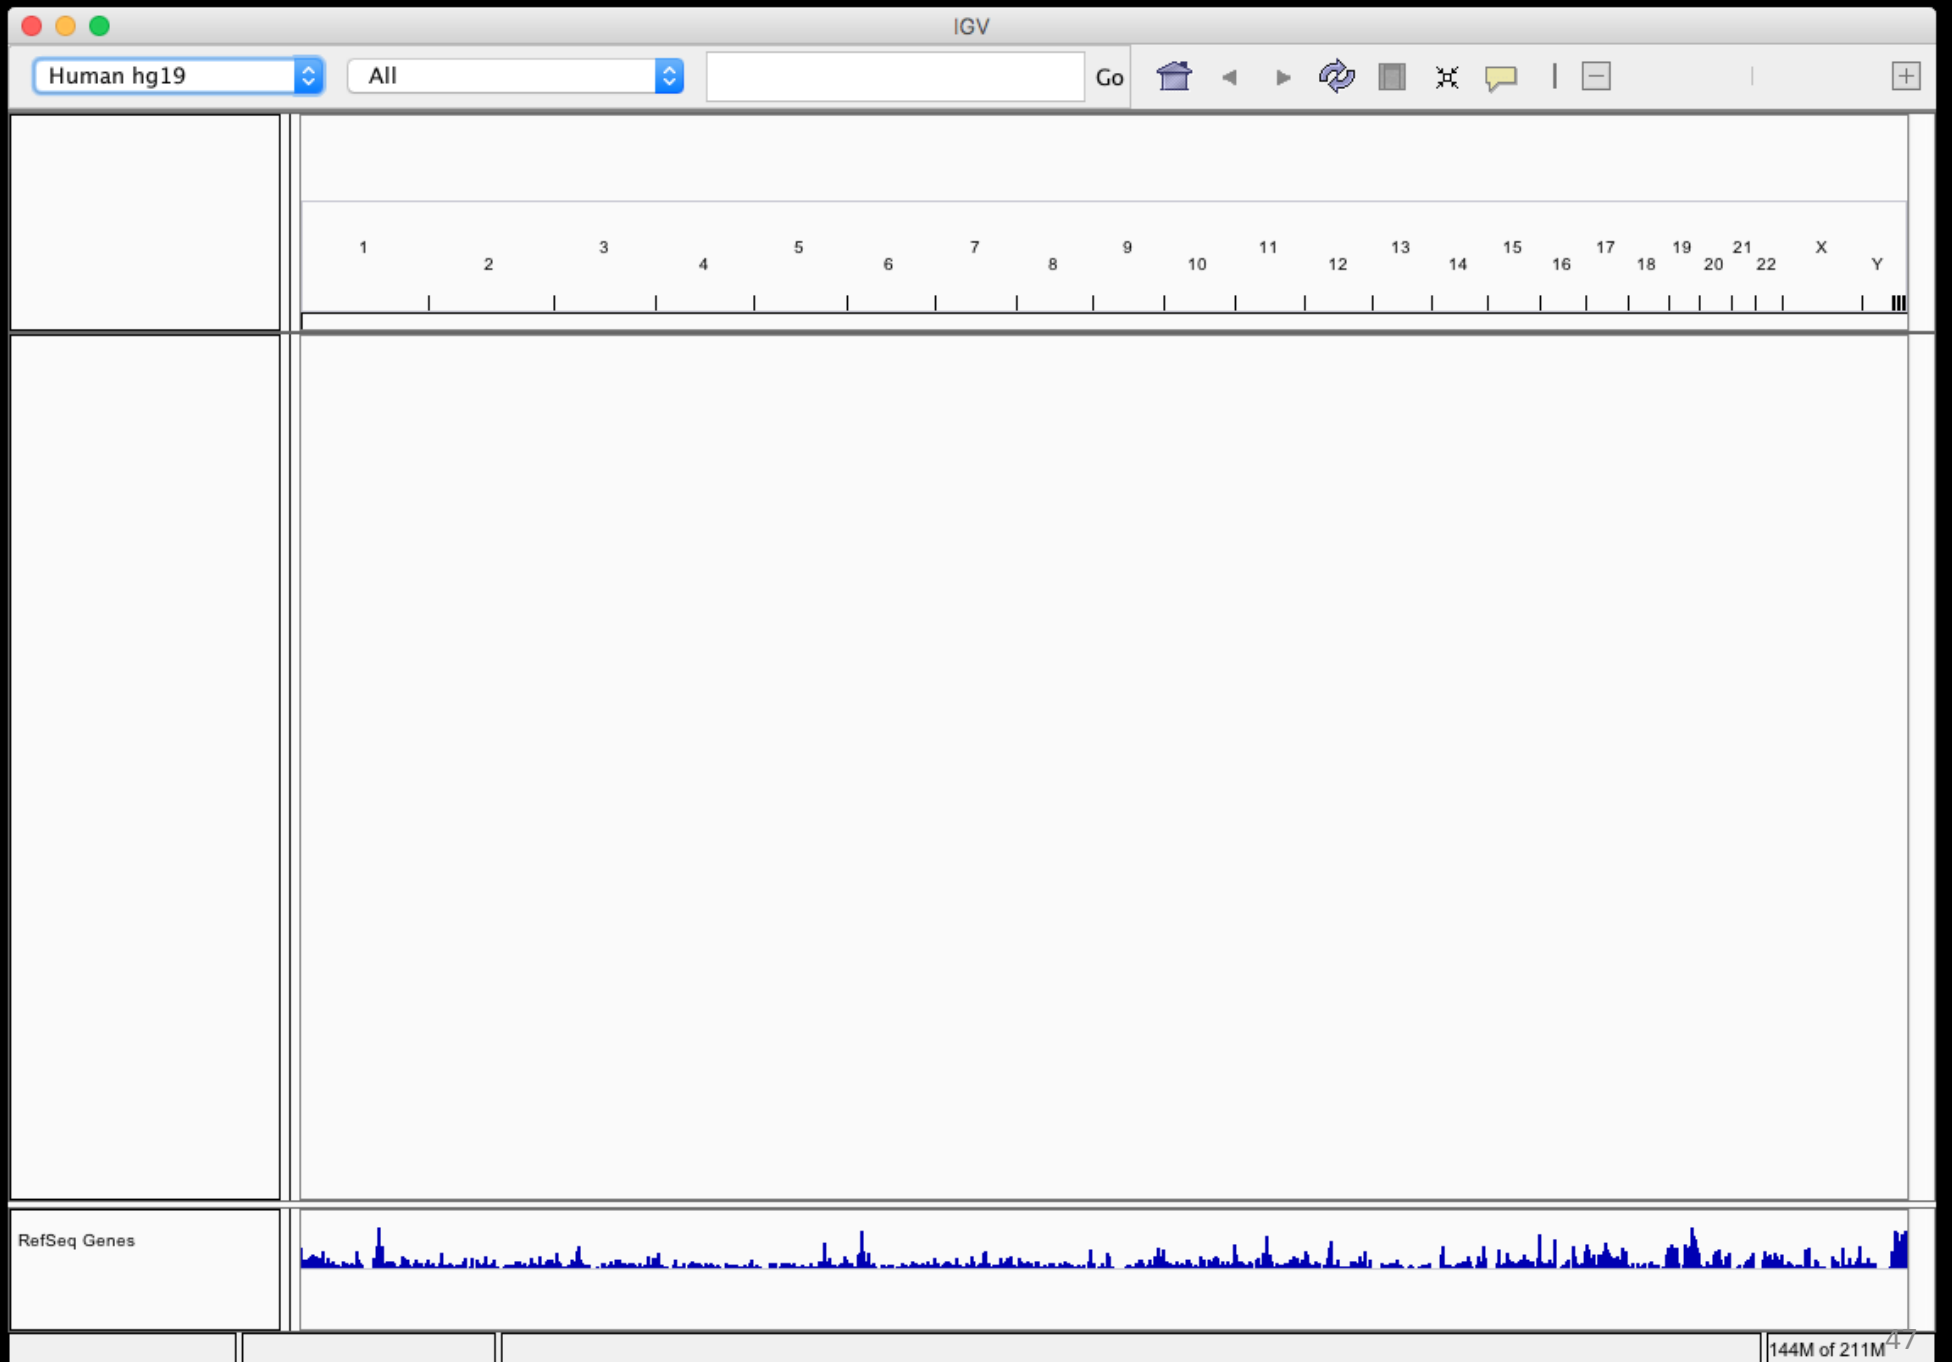 IGV
Human hg19 All Go
1 3 5 7 9 11 13 15 17 19 21 X
2 4 6 8 10 12 14 16 18 20 22 Y
RefSeq Genes
144M of 211M
47